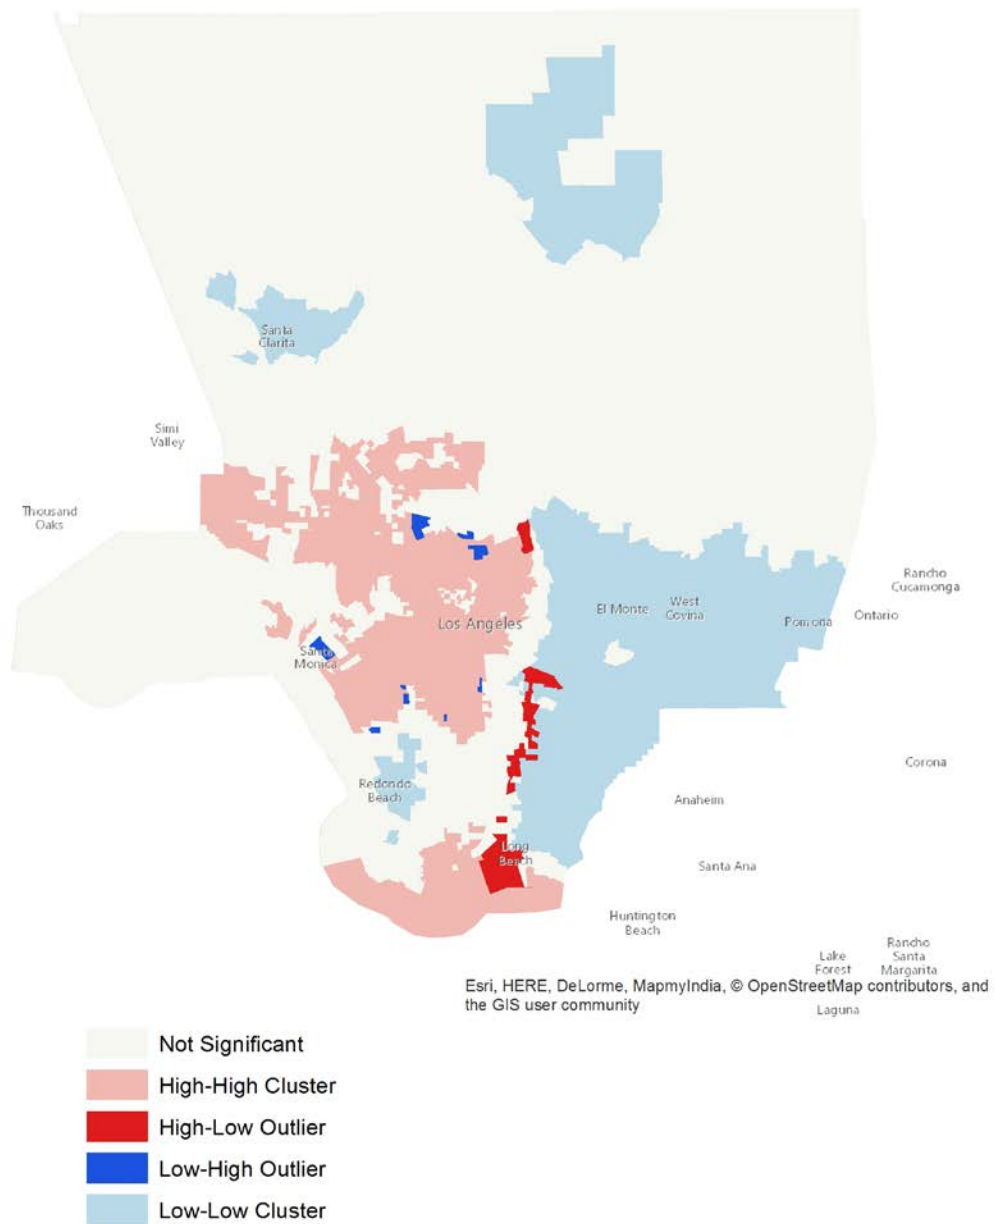 Santa
Clarita
Simi
Valley
Thousand
Oaks
Rancho
Cucamonga
El Monte
West
Covina
Pomona
Ontario
Los Angeles
Santa
Monica
Corona
Redondo
Beach
Anaheim
Long
Beach
Santa Ana
Huntington
Beach
Lake
Forest
Rancho
Santa
Margarita
Esri, HERE, DeLorme, MapmyIndia, © OpenStreetMap contributors, and
the GIS user community
Laguna
Not Significant
High-High Cluster
High-Low Outlier
Low-High Outlier
Low-Low Cluster